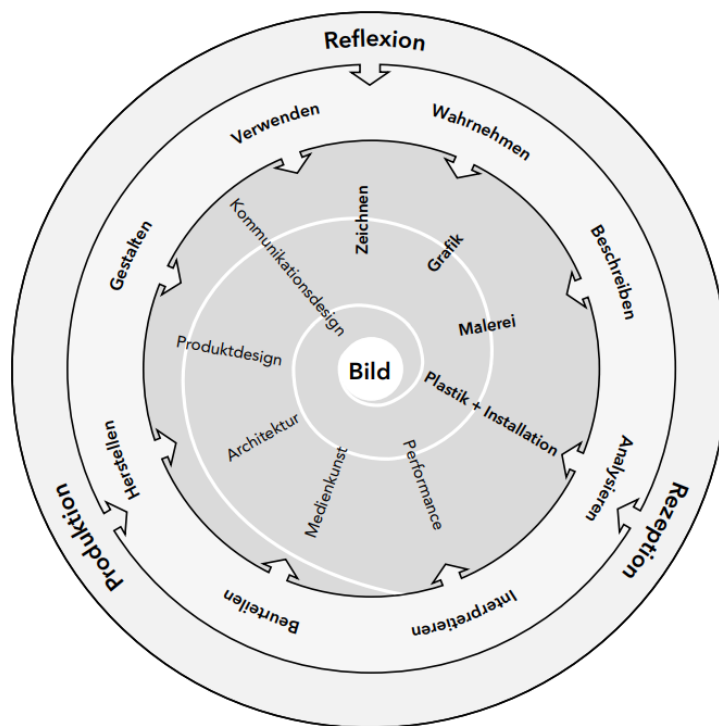 Reflexion
Rezeption
Produktion
Wahrnehmen
Beschreiben
Analysieren
Interpretieren
Beurteilen
Herstellen
Gestalten
Verwenden
Zeichnen
Grafik
Malerei
Plastik + Installation
Performance
Medienkunst
Architektur
Produktdesign
Kommunikationsdesign
Bild